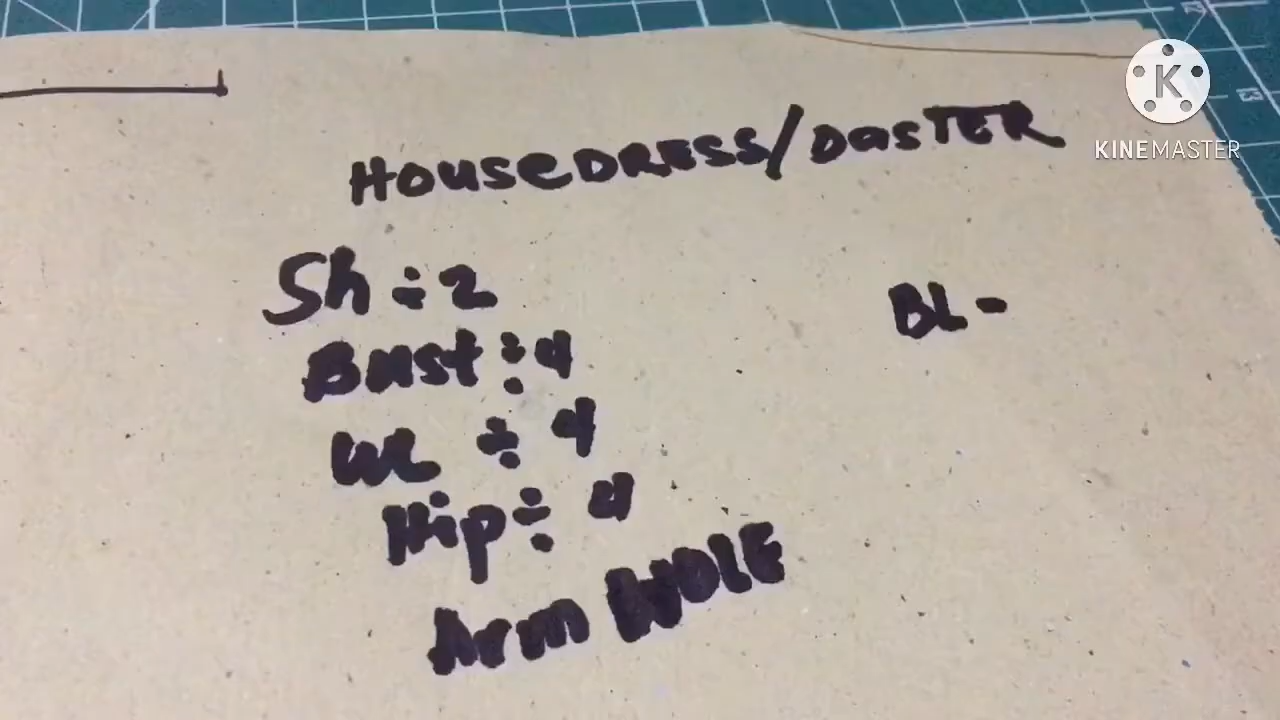 K
KINEMASTER
HOUSEDRESS/DasTER
Sh ÷ 2
BL -
Bust ÷ 4
WL ÷ 4
Hip ÷ 4
Arm HOLE